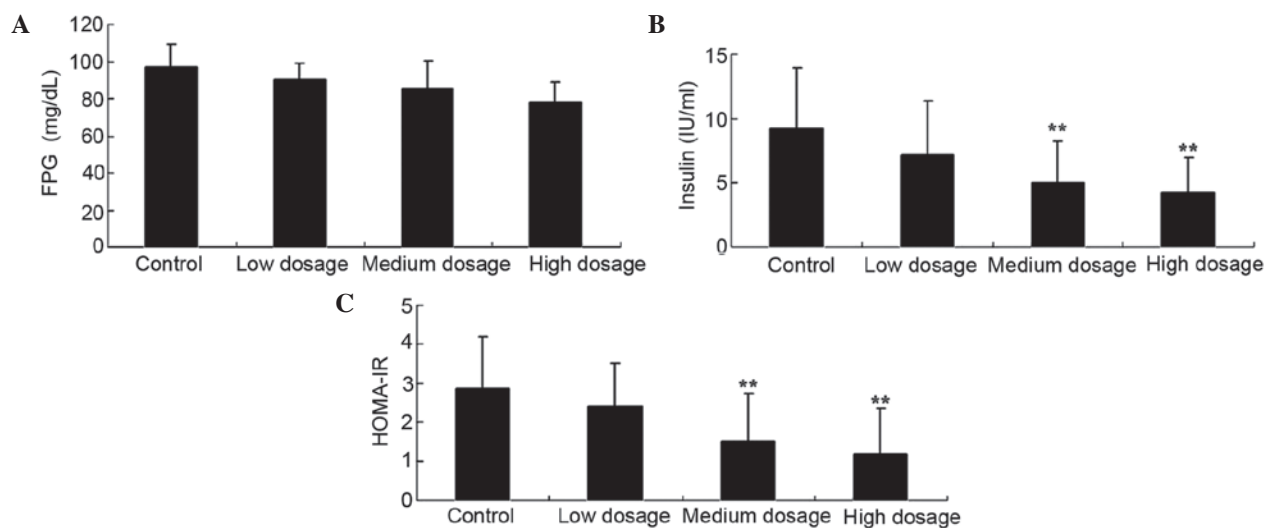 A
FPG (mg/dL)
120
100
80
60
40
20
0
Control Low dosage Medium dosage High dosage
B
Insulin (IU/ml)
15
10
5
0
**
**
Control Low dosage Medium dosage High dosage
C
HOMA-IR
5
4
3
2
1
0
**
**
Control Low dosage Medium dosage High dosage